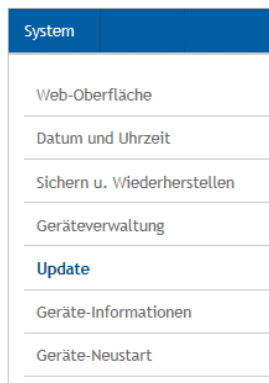 System
Web-Oberfläche
Datum und Uhrzeit
Sichern u. Wiederherstellen
Geräteverwaltung
Update
Geräte-Informationen
Geräte-Neustart